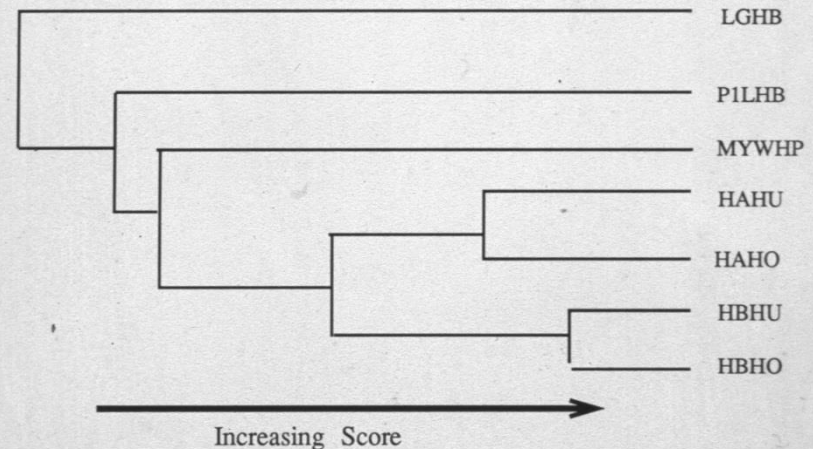 LGHB
P1LHB
MYWHP
HAHU
HAHO
HBHU
HBHO
Increasing Score